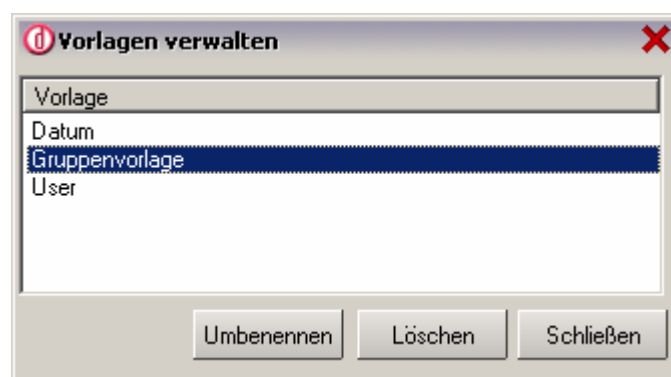 Vorlagen verwalten
Vorlage
Datum
Gruppenvorlage
User
Umbenennen Löschen Schließen